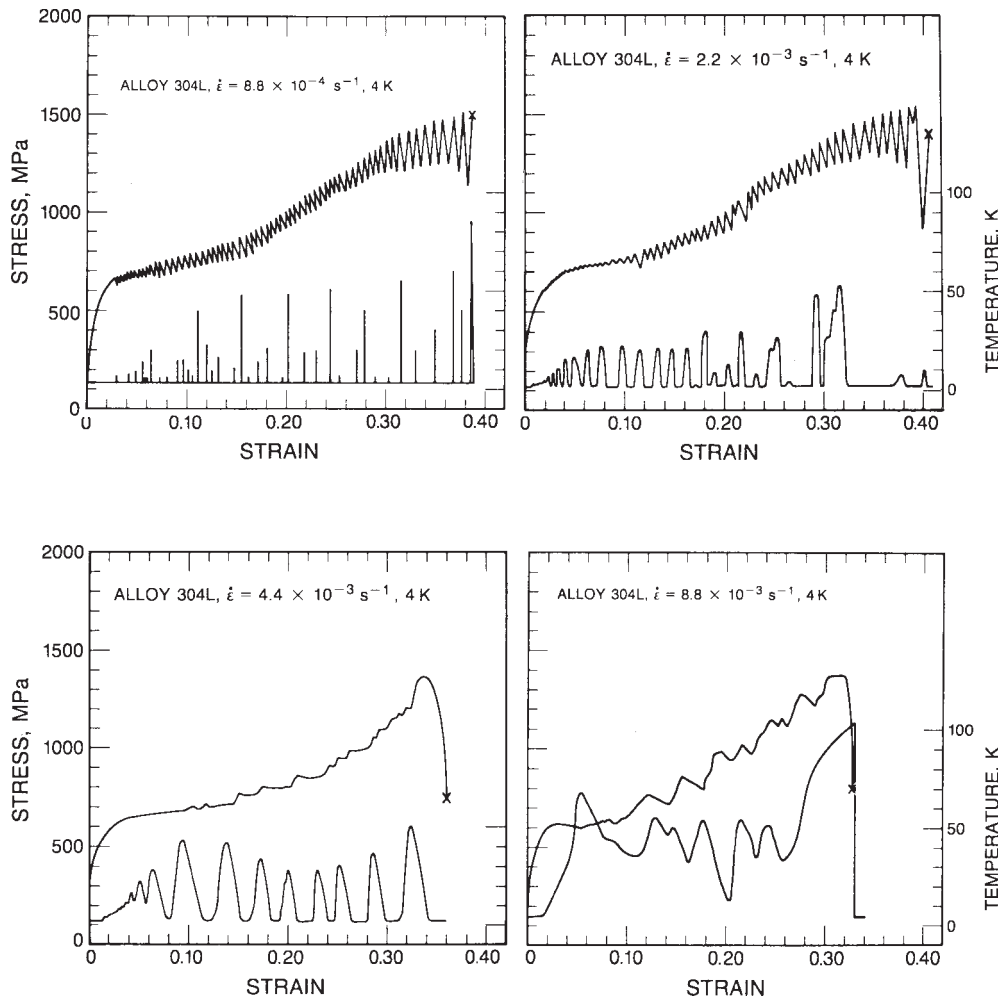 2000
ALLOY 304L, ε̇ = 8.8 × 10⁻⁴ s⁻¹, 4 K
1500
1000
500
0
STRESS, MPa
0 0.10 0.20 0.30 0.40
STRAIN
ALLOY 304L, ε̇ = 2.2 × 10⁻³ s⁻¹, 4 K
100
50
0
TEMPERATURE, K
0 0.10 0.20 0.30 0.40
STRAIN
2000
ALLOY 304L, ε̇ = 4.4 × 10⁻³ s⁻¹, 4 K
1500
1000
500
0
STRESS, MPa
0 0.10 0.20 0.30 0.40
STRAIN
ALLOY 304L, ε̇ = 8.8 × 10⁻³ s⁻¹, 4 K
100
50
0
TEMPERATURE, K
0 0.10 0.20 0.30 0.40
STRAIN